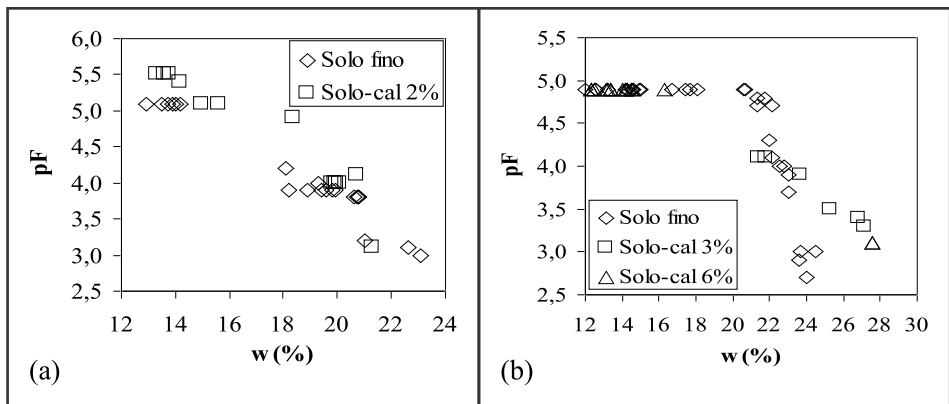 6,0
5,5
5,0
4,5
4,0
3,5
3,0
2,5
pF
Solo fino
Solo-cal 2%
12 14 16 18 20 22 24
w (%)
(a)
5,5
5,0
4,5
4,0
3,5
3,0
2,5
pF
Solo fino
Solo-cal 3%
Solo-cal 6%
12 14 16 18 20 22 24 26 28 30
w (%)
(b)